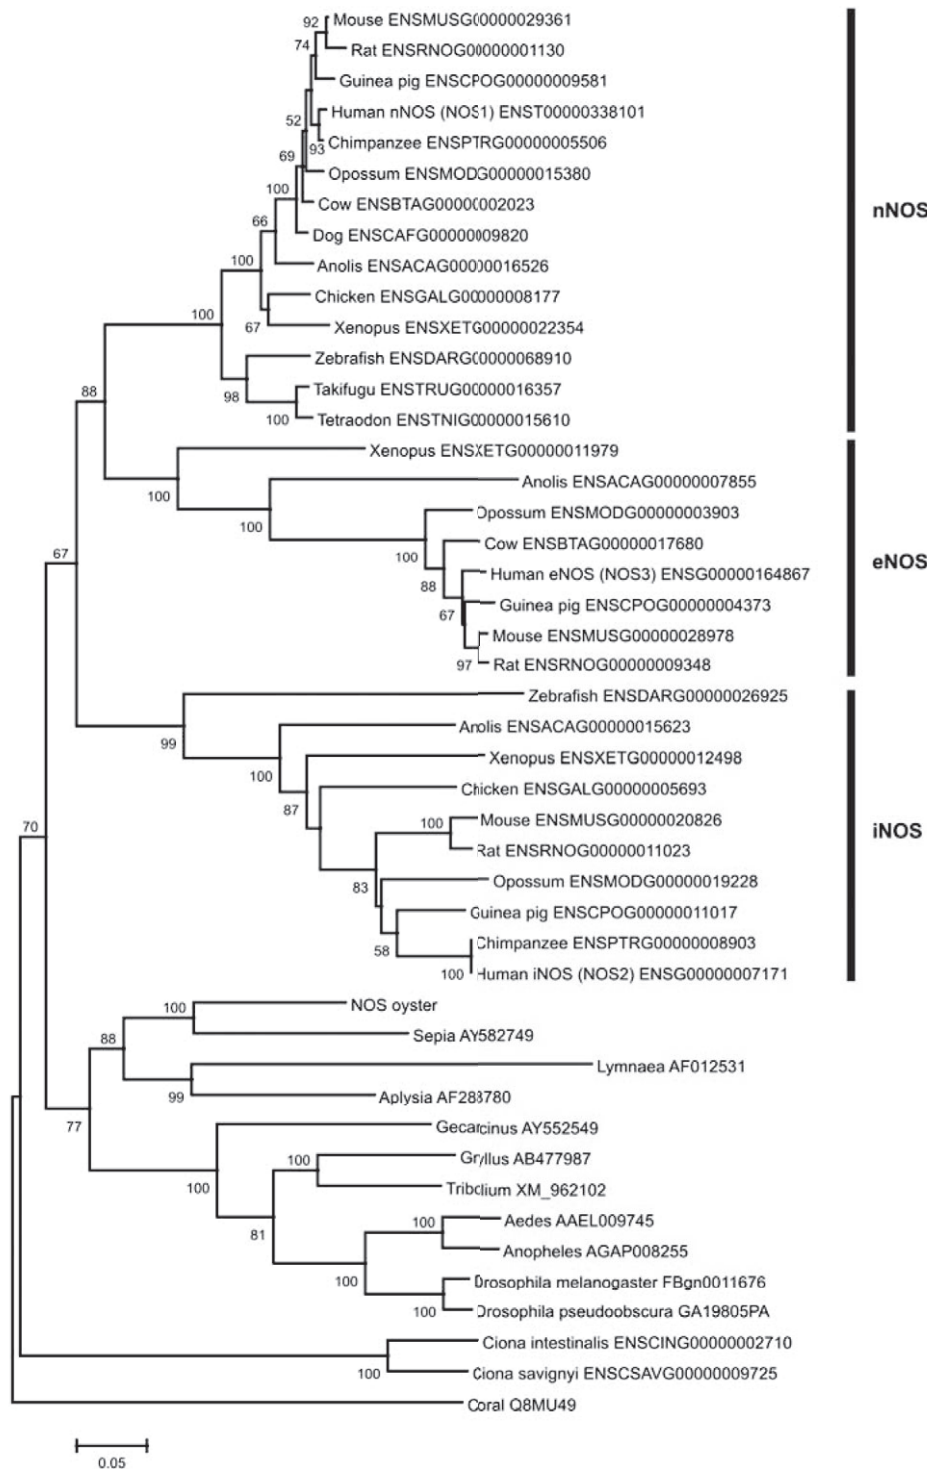 92 Mouse ENSMUSG00000029361
74
Rat ENSRNOG00000001130
Guinea pig ENSCPOG00000009581
Human nNOS (NOS1) ENST00000338101
52
93 Chimpanzee ENSPTRG00000005506
69
Opossum ENSMODG00000015380
100
Cow ENSBTAG00000002023
nNOS
66
Dog ENSCAFG00000009820
100
Anolis ENSACAG00000016526
Chicken ENSGALG00000008177
100
67
Xenopus ENSXETG00000022354
Zebrafish ENSDARG00000068910
98
Takifugu ENSTRUG00000016357
88
100
Tetraodon ENSTNIG00000015610
Xenopus ENSXETG00000011979
100
Anolis ENSACAG00000007855
100
Opossum ENSMODG00000003903
100
Cow ENSBTAG00000017680
67
eNOS
88
Human eNOS (NOS3) ENSG00000164867
67
Guinea pig ENSCPOG00000004373
Mouse ENSMUSG00000028978
97
Rat ENSRNOG00000009348
Zebrafish ENSDARG00000026925
99
Anolis ENSACAG00000015623
100
Xenopus ENSXETG00000012498
87
Chicken ENSGALG00000005693
100
Mouse ENSMUSG00000020826
70
iNOS
Rat ENSRNOG00000011023
83
Opossum ENSMODG00000019228
Guinea pig ENSCPOG00000011017
58
Chimpanzee ENSPTRG00000008903
100
Human iNOS (NOS2) ENSG00000007171
100
NOS oyster
88
Sepia AY582749
Lymnaea AF012531
99
Aplysia AF288780
77
Gecarcinus AY552549
100
Gryllus AB477987
100
Tribolium XM_962102
81
100
Aedes AAEL009745
Anopheles AGAP008255
100
Drosophila melanogaster FBgn0011676
100
Drosophila pseudoobscura GA19805PA
Ciona intestinalis ENSCING00000002710
100
Ciona savignyi ENSCSAVG00000009725
Coral Q8MU49
0.05